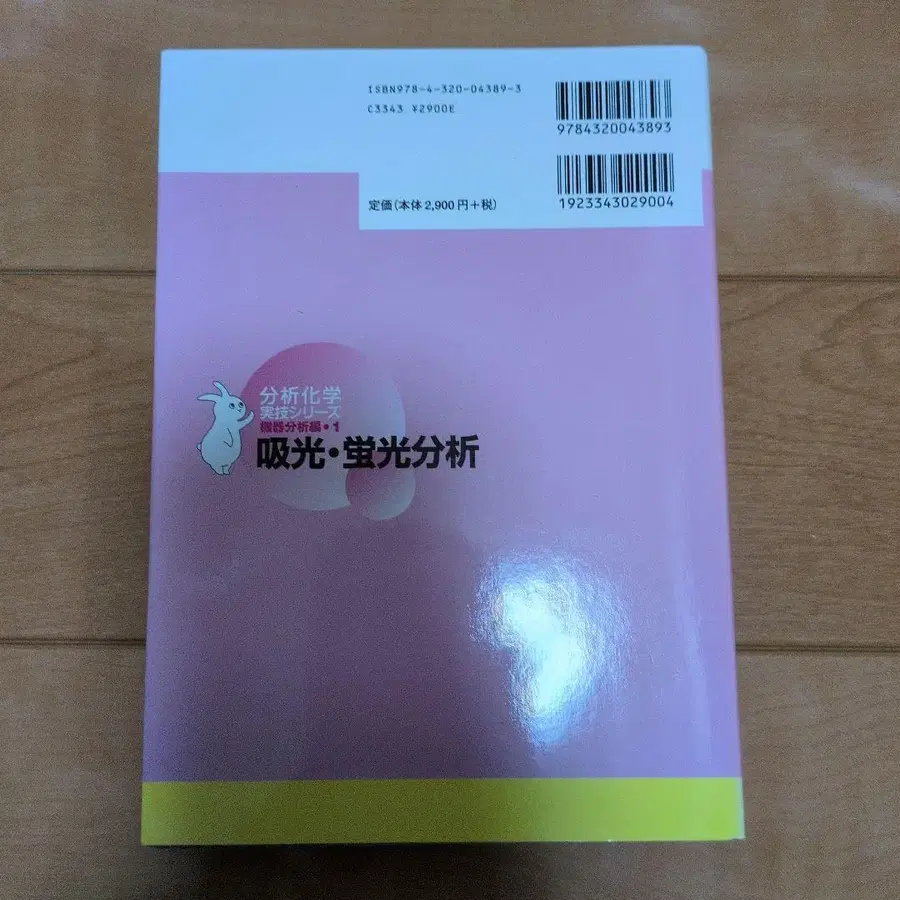 ISBN978-4-320-04389-3
C3343 ¥2900E
9784320043893
定価(本体2,900円+税)
1923343029004
分析化学
実技シリーズ
機器分析編・1
吸光・蛍光分析